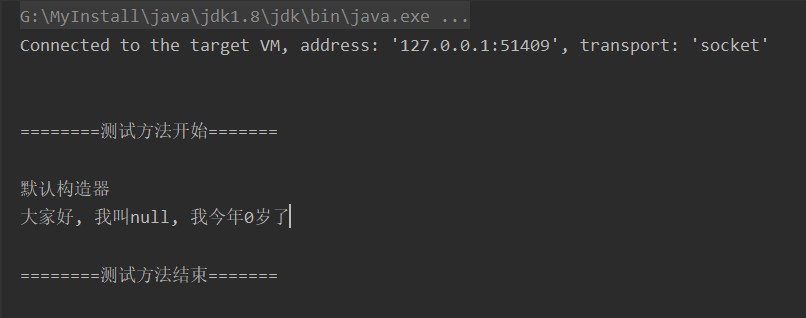 G:\MyInstall\java\jdk1.8\jdk\bin\java.exe ...
Connected to the target VM, address: '127.0.0.1:51409', transport: 'socket'
========测试方法开始=======
默认构造器
大家好, 我叫null, 我今年0岁了
========测试方法结束=======